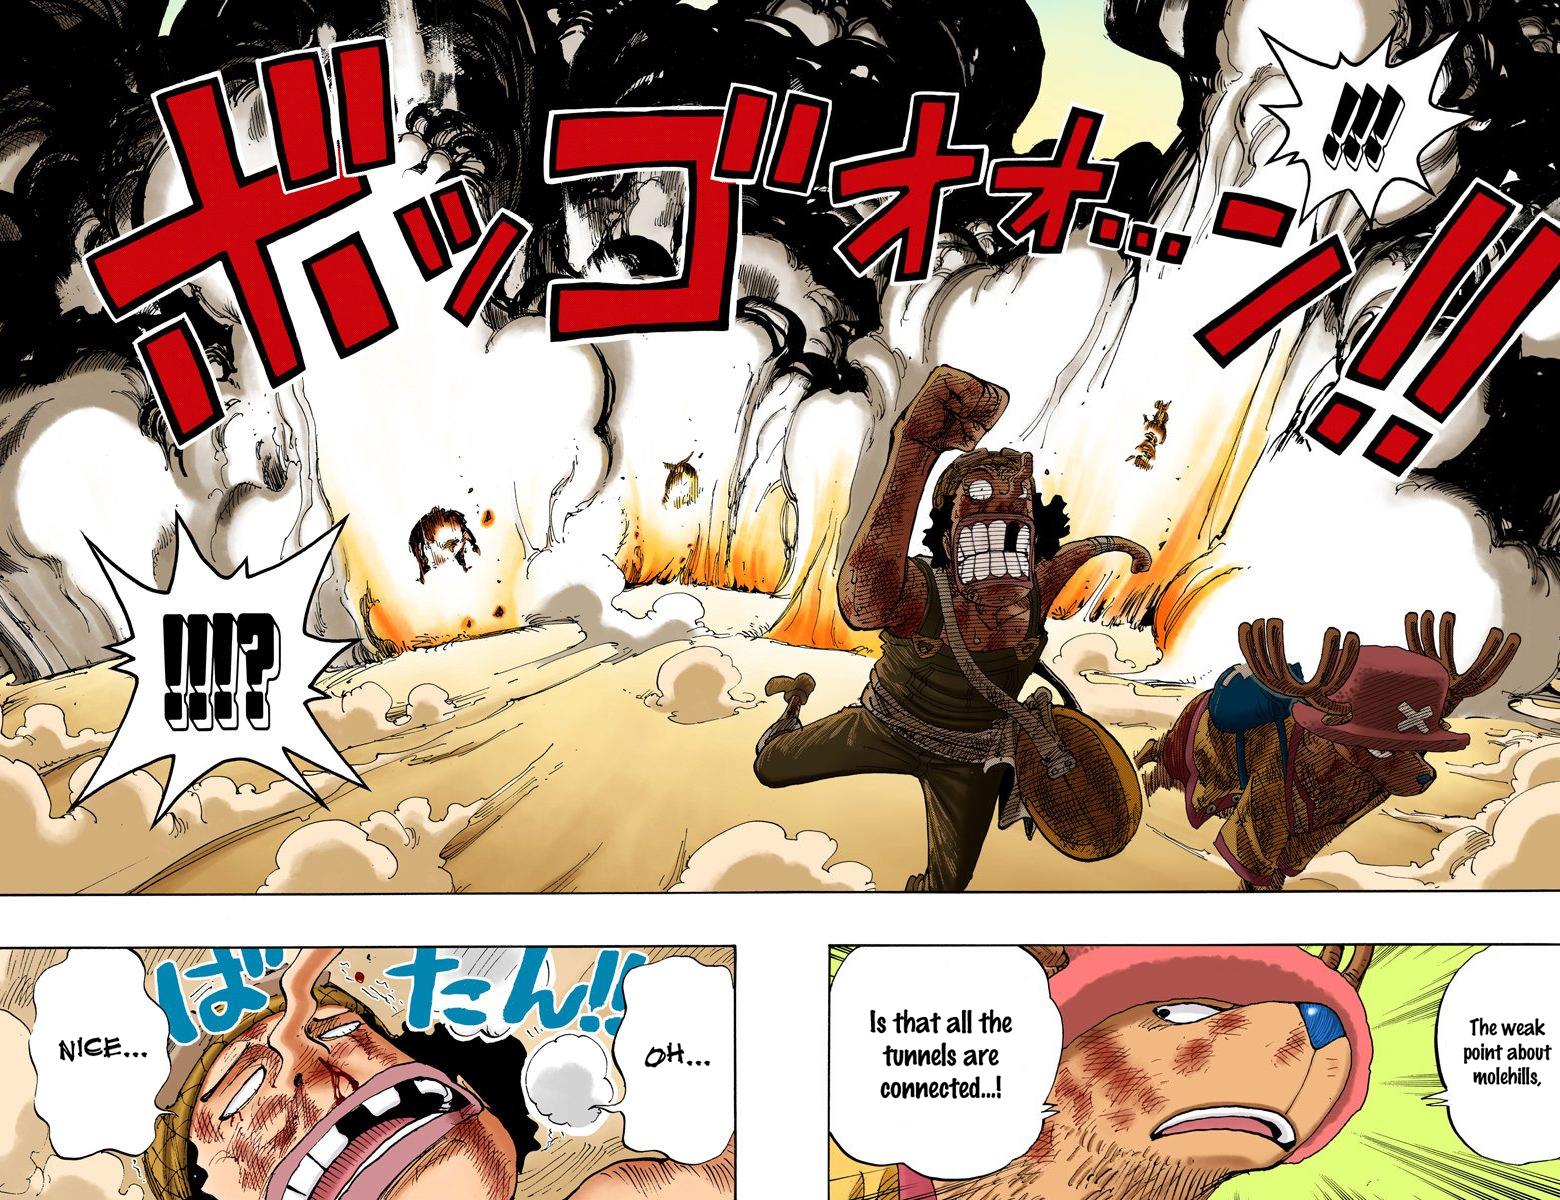 !!!
ボッゴォォ…ン!!
!!!!?
The weak
point about
molehills,
Is that all the
tunnels are
connected...!
ばたん!!
OH...
NICE...